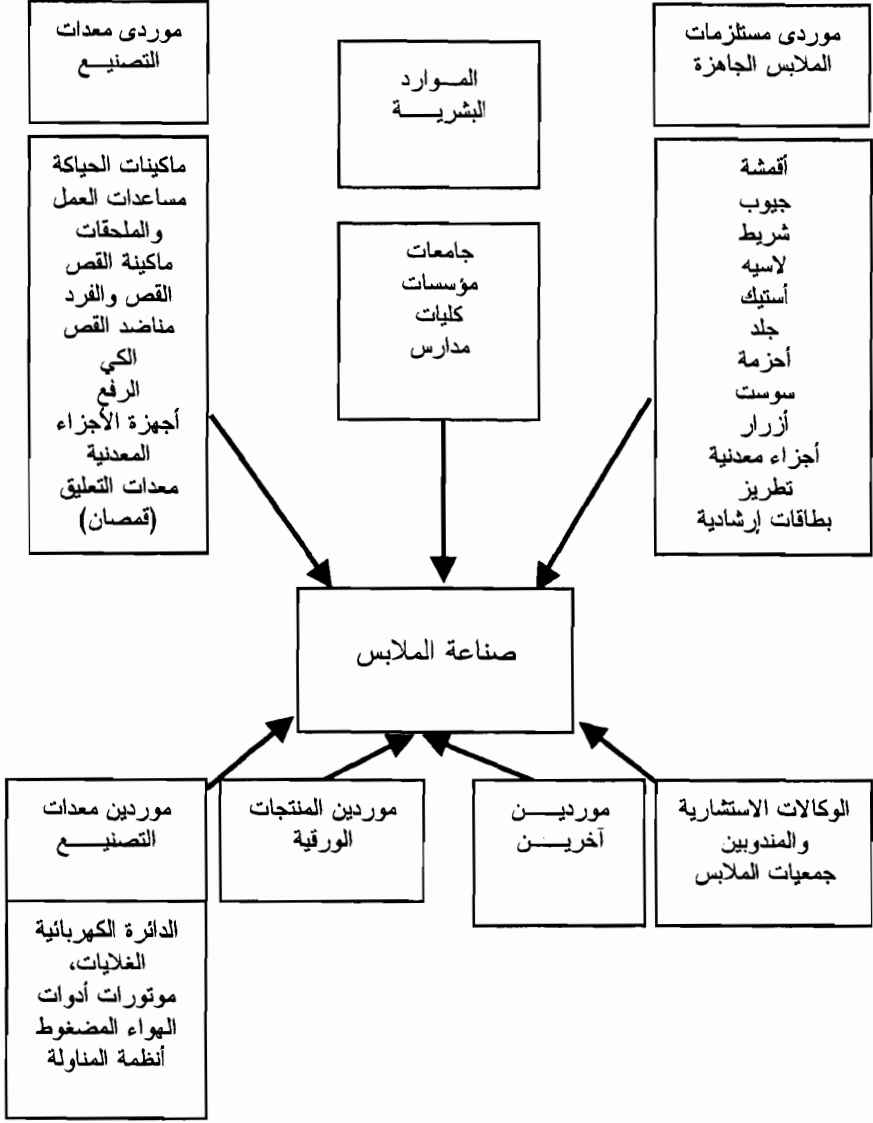 موردى مستلزمات
الملابس الجاهزة
أقمشة
جيوب
شريط
لاسيه
أستيك
جلد
أحزمة
سوست
أزرار
أجزاء معدنية
تطريز
بطاقات إرشادية
المـوارد
البشريـــة
جامعات
مؤسسات
كليات
مدارس
موردى معدات
التصنيـع
ماكينات الحياكة
مساعدات العمل
والملحقات
ماكينة القص
القص والفرد
مناضد القص
الكي
الرفع
أجهزة الأجزاء
المعدنية
معدات التعليق
(قمصان)
صناعة الملابس
الوكالات الاستشارية
والمندوبين
جمعيات الملابس
مورديـــن
آخريـــن
موردين المنتجات
الورقية
موردين معدات
التصنيـــع
الدائرة الكهربائية
الغلايات،
موتورات أدوات
الهواء المضغوط
أنظمة المناولة